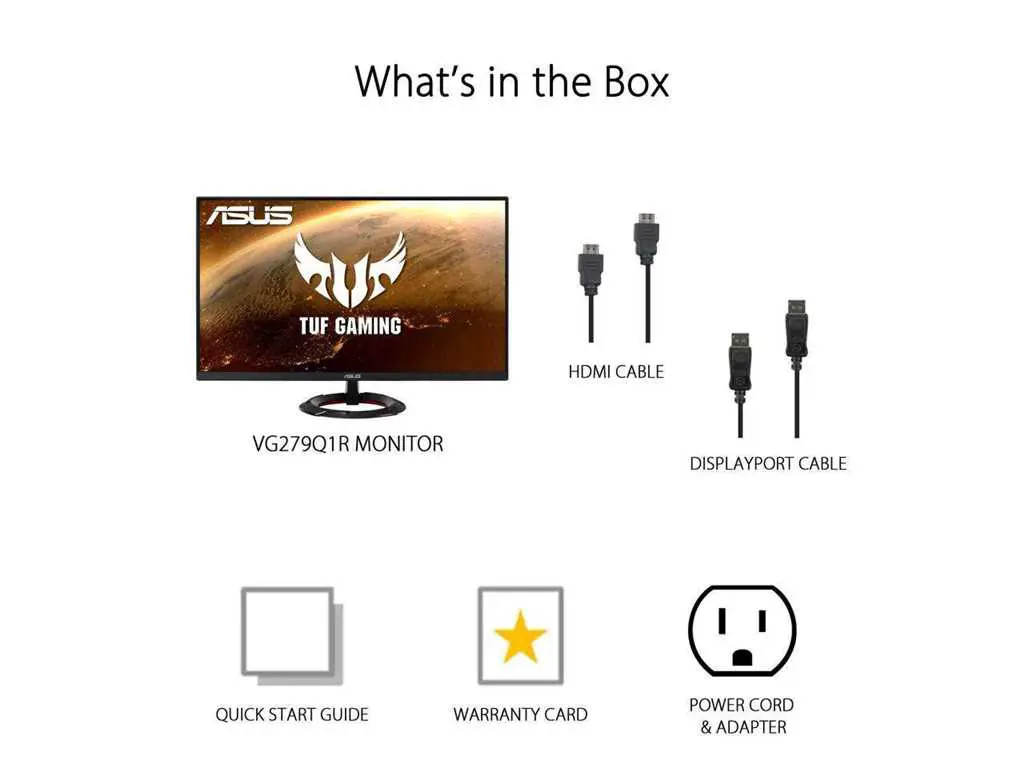 What's in the Box
ASUS
TUF GAMING
ASUS
VG279Q1R MONITOR
HDMI CABLE
DISPLAYPORT CABLE
QUICK START GUIDE
WARRANTY CARD
POWER CORD
& ADAPTER